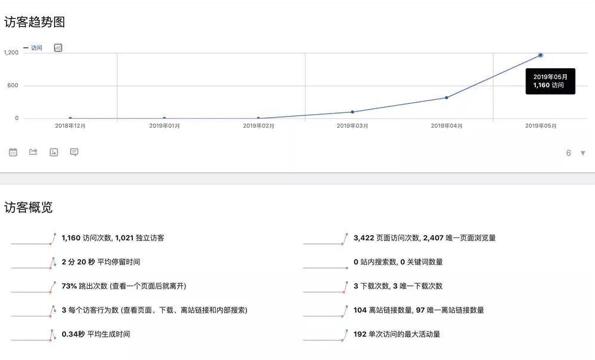 访客趋势图
访问
1,200
600
0
2019年05月
1,160 访问
2018年12月 2019年01月 2019年02月 2019年03月 2019年04月 2019年05月
6
访客概览
1,160 访问次数, 1,021 独立访客
3,422 页面访问次数, 2,407 唯一页面浏览量
2 分 20 秒 平均停留时间
0 站内搜索数, 0 关键词数量
73% 跳出次数 (查看一个页面后就离开)
3 下载次数, 3 唯一下载次数
3 每个访客行为数 (查看页面、下载、离站链接和内部搜索)
104 离站链接数量, 97 唯一离站链接数量
0.34秒 平均生成时间
192 单次访问的最大活动量